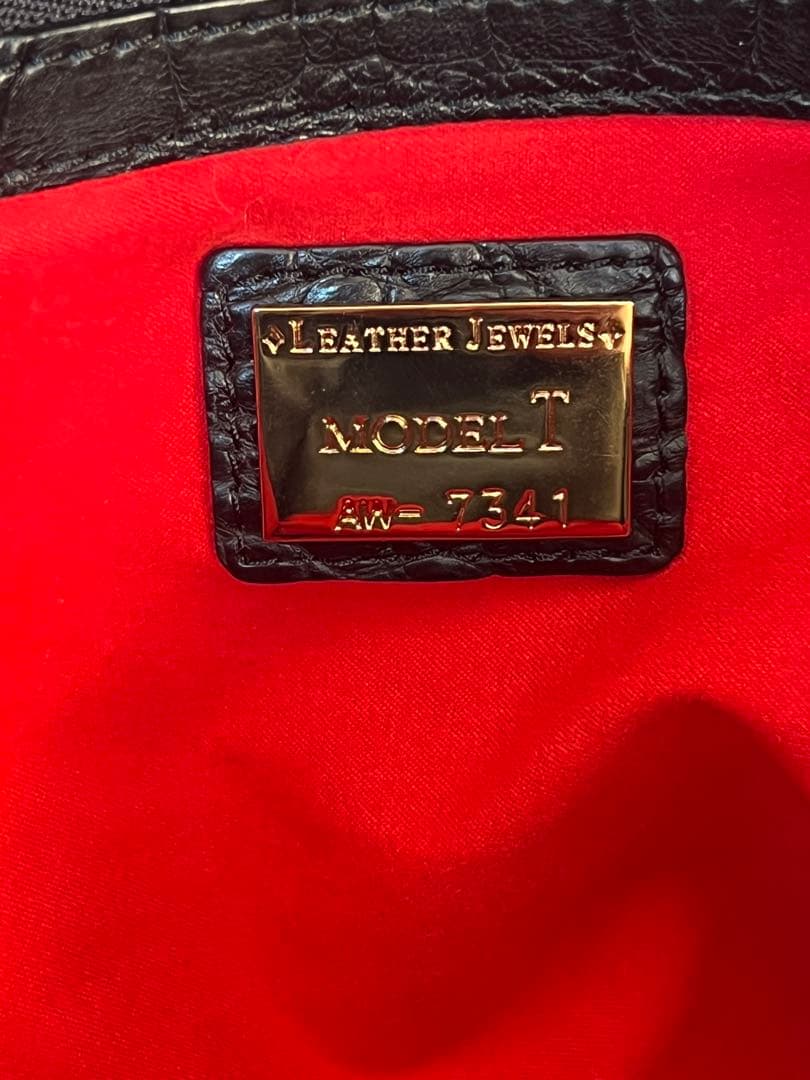 LEATHER JEWELS
MODEL T
AW- 7341